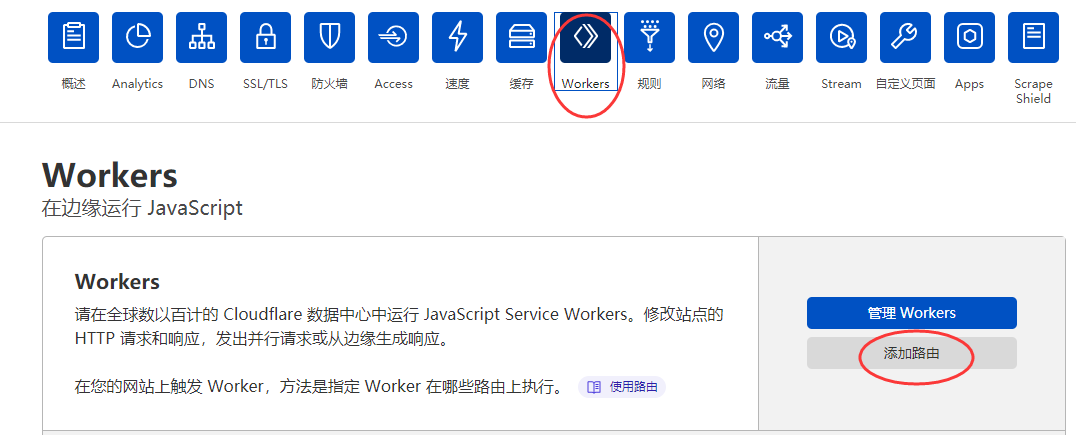 概述 Analytics DNS SSL/TLS 防火墙 Access 速度 缓存 Workers 规则 网络 流量 Stream 自定义页面 Apps Scrape Shield
Workers
在边缘运行 JavaScript
Workers
请在全球数以百计的 Cloudflare 数据中心中运行 JavaScript Service Workers。修改站点的
HTTP 请求和响应，发出并行请求或从边缘生成响应。
在您的网站上触发 Worker，方法是指定 Worker 在哪些路由上执行。 使用路由
管理 Workers
添加路由